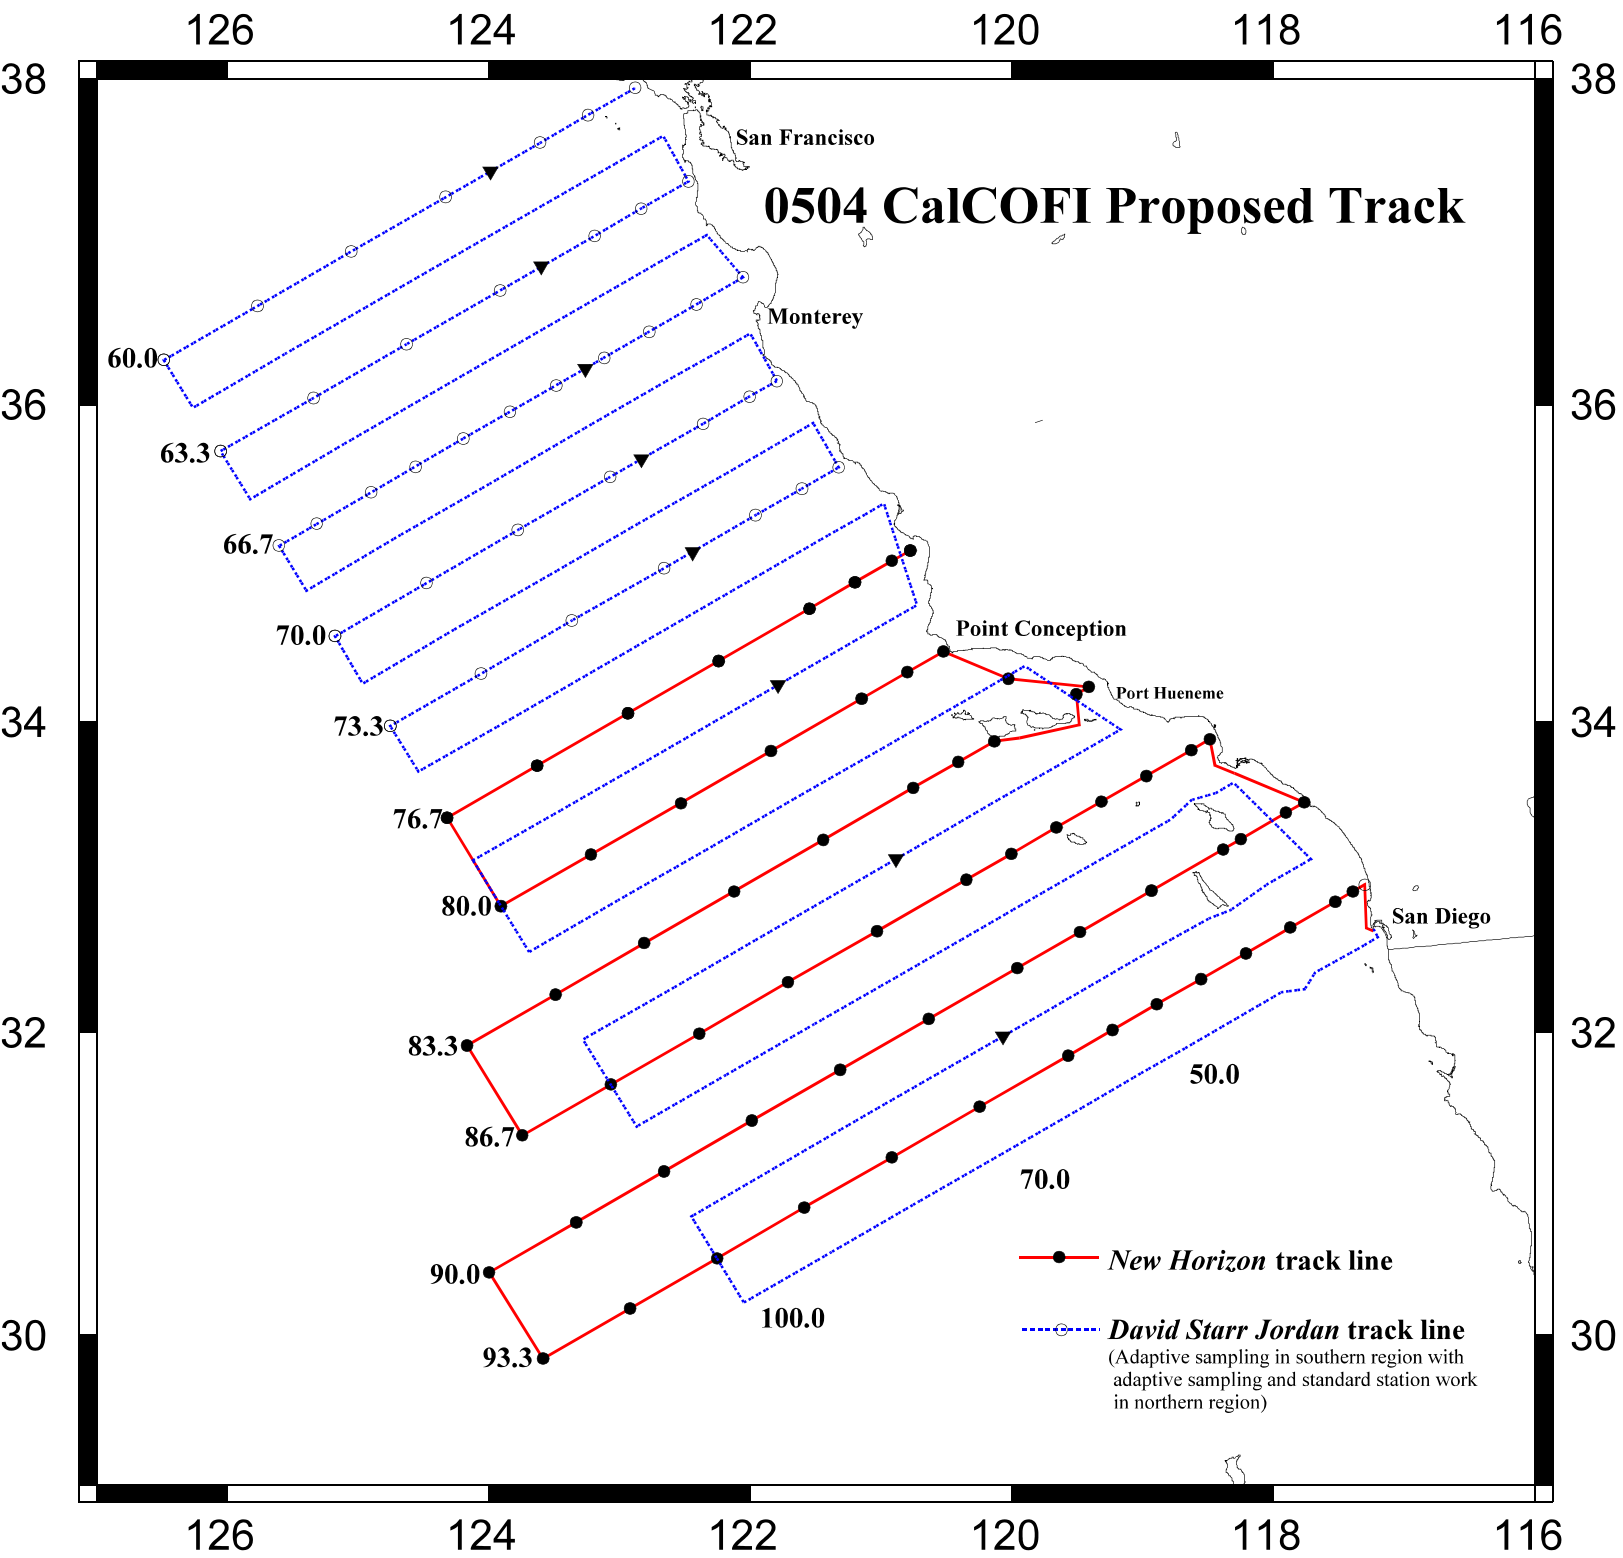 126 124 122 120 118 116
38 38
San Francisco
0504 CalCOFI Proposed Track
Monterey
60.0
36 36
63.3
66.7
70.0
Point Conception
Port Hueneme
34 34
73.3
76.7
80.0
San Diego
83.3
32 32
50.0
86.7
70.0
90.0
New Horizon track line
100.0
David Starr Jordan track line
30 30
93.3
(Adaptive sampling in southern region with
adaptive sampling and standard station work
in northern region)
126 124 122 120 118 116